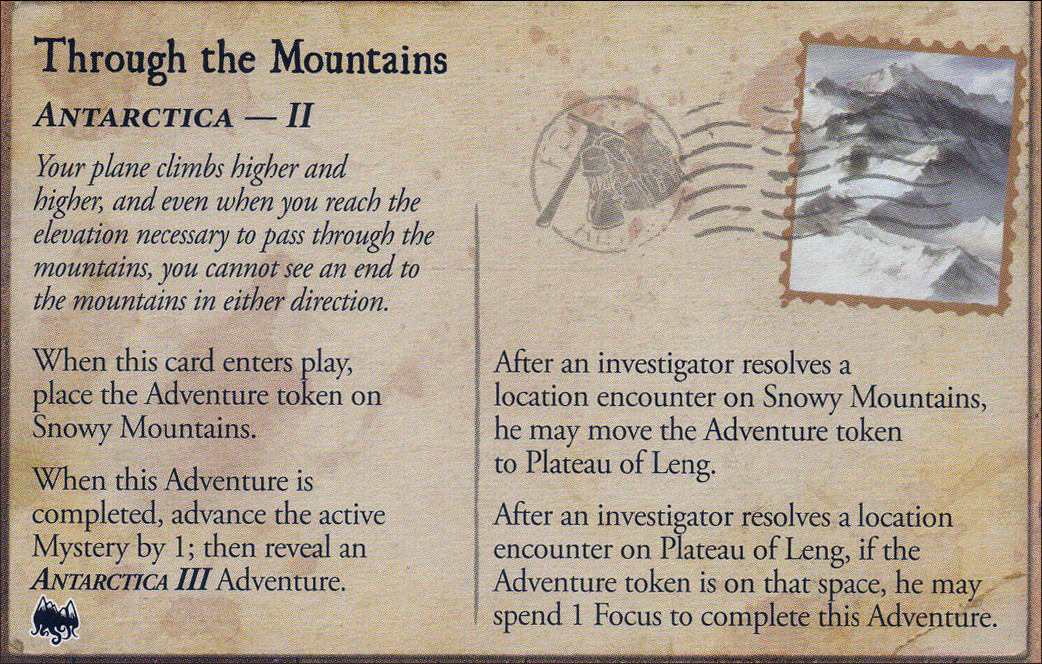 Through the Mountains
ANTARCTICA — II
Your plane climbs higher and
higher, and even when you reach the
elevation necessary to pass through the
mountains, you cannot see an end to
the mountains in either direction.
When this card enters play,
place the Adventure token on
Snowy Mountains.
When this Adventure is
completed, advance the active
Mystery by 1; then reveal an
ANTARCTICA III Adventure.
After an investigator resolves a
location encounter on Snowy Mountains,
he may move the Adventure token
to Plateau of Leng.
After an investigator resolves a location
encounter on Plateau of Leng, if the
Adventure token is on that space, he may
spend 1 Focus to complete this Adventure.